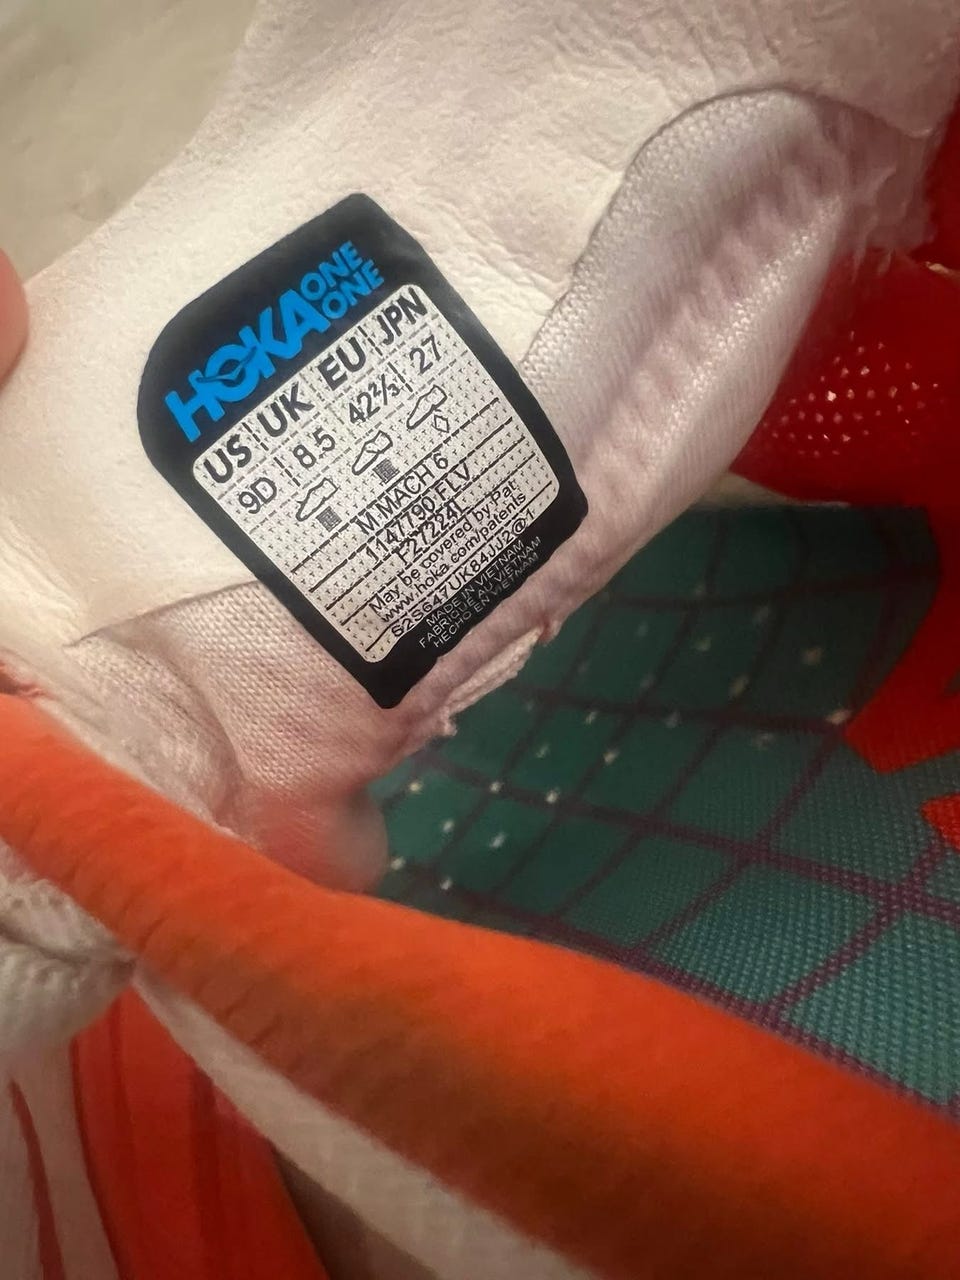 HOKA ONE ONE
US UK EU JPN
9D 8.5 42⅔ 27
M MACH 6
1147790 FLV
F27224L
May be covered by Pat
www.hoka.com/patents
MADE IN VIETNAM
FABRIQUÉ AU VIETNAM
HECHO EN VIETNAM